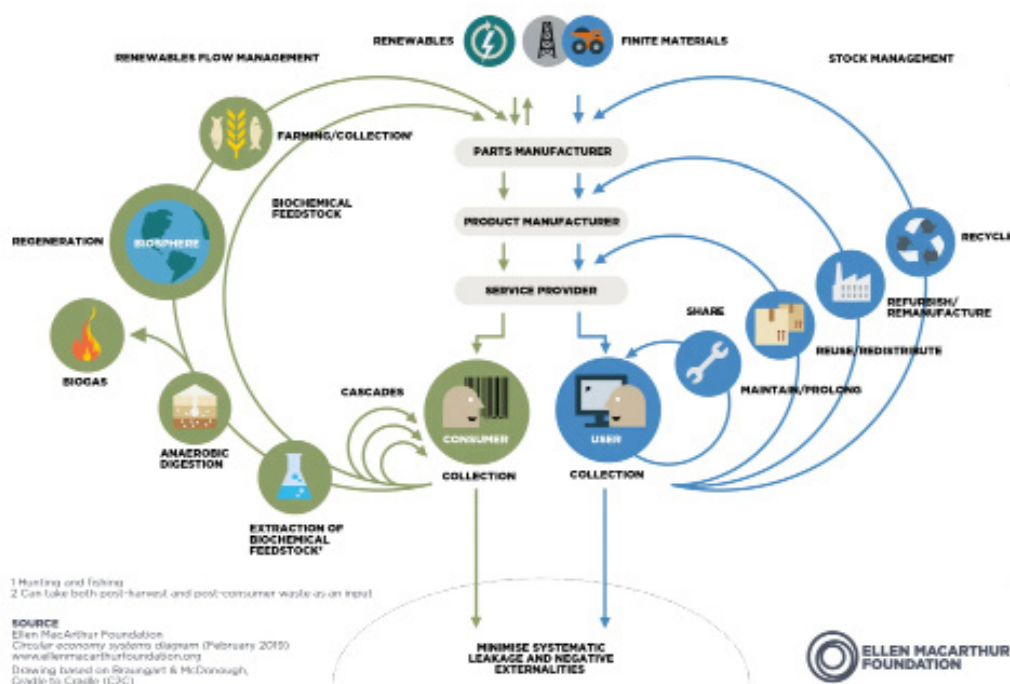 RENEWABLES
FINITE MATERIALS
RENEWABLES FLOW MANAGEMENT
STOCK MANAGEMENT
FARMING/COLLECTION¹
PARTS MANUFACTURER
BIOCHEMICAL
FEEDSTOCK
PRODUCT MANUFACTURER
REGENERATION
BIOSPHERE
RECYCLE
SERVICE PROVIDER
SHARE
REFURBISH/
REMANUFACTURE
REUSE/REDISTRIBUTE
BIOGAS
CASCADES
MAINTAIN/PROLONG
CONSUMER
USER
ANAEROBIC
DIGESTION
COLLECTION
COLLECTION
EXTRACTION OF
BIOCHEMICAL
FEEDSTOCK²
1 Hunting and fishing
2 Can take both post-harvest and post-consumer waste as an input
SOURCE
Ellen MacArthur Foundation
Circular economy systems diagram (February 2019)
www.ellenmacarthurfoundation.org
Drawing based on Braungart & McDonough,
Cradle to Cradle (C2C)
MINIMISE SYSTEMATIC
LEAKAGE AND NEGATIVE
EXTERNALITIES
ELLEN MACARTHUR
FOUNDATION